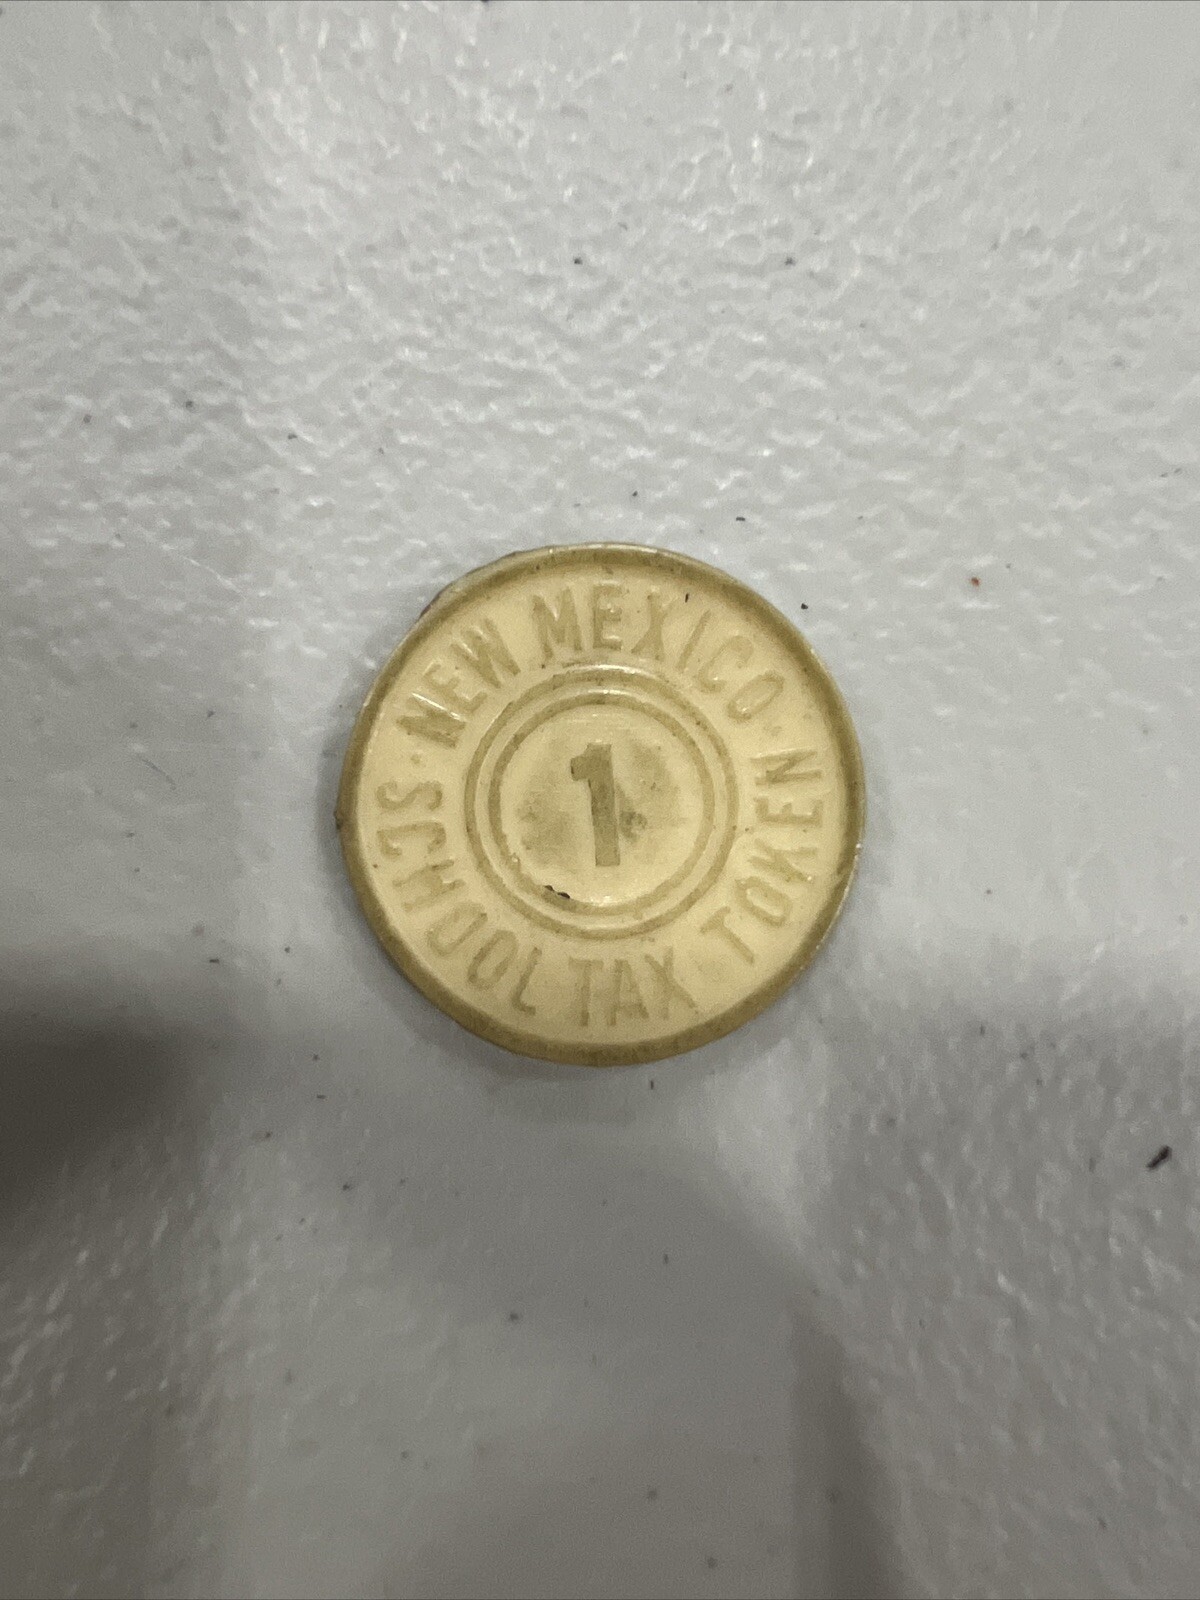 · NEW MEXICO ·
SCHOOL TAX TOKEN
1